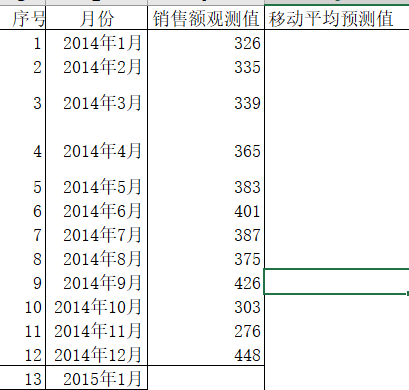 序号 月份 销售额观测值 移动平均预测值
1 2014年1月 326
2 2014年2月 335
3 2014年3月 339
4 2014年4月 365
5 2014年5月 383
6 2014年6月 401
7 2014年7月 387
8 2014年8月 375
9 2014年9月 426
10 2014年10月 303
11 2014年11月 276
12 2014年12月 448
13 2015年1月